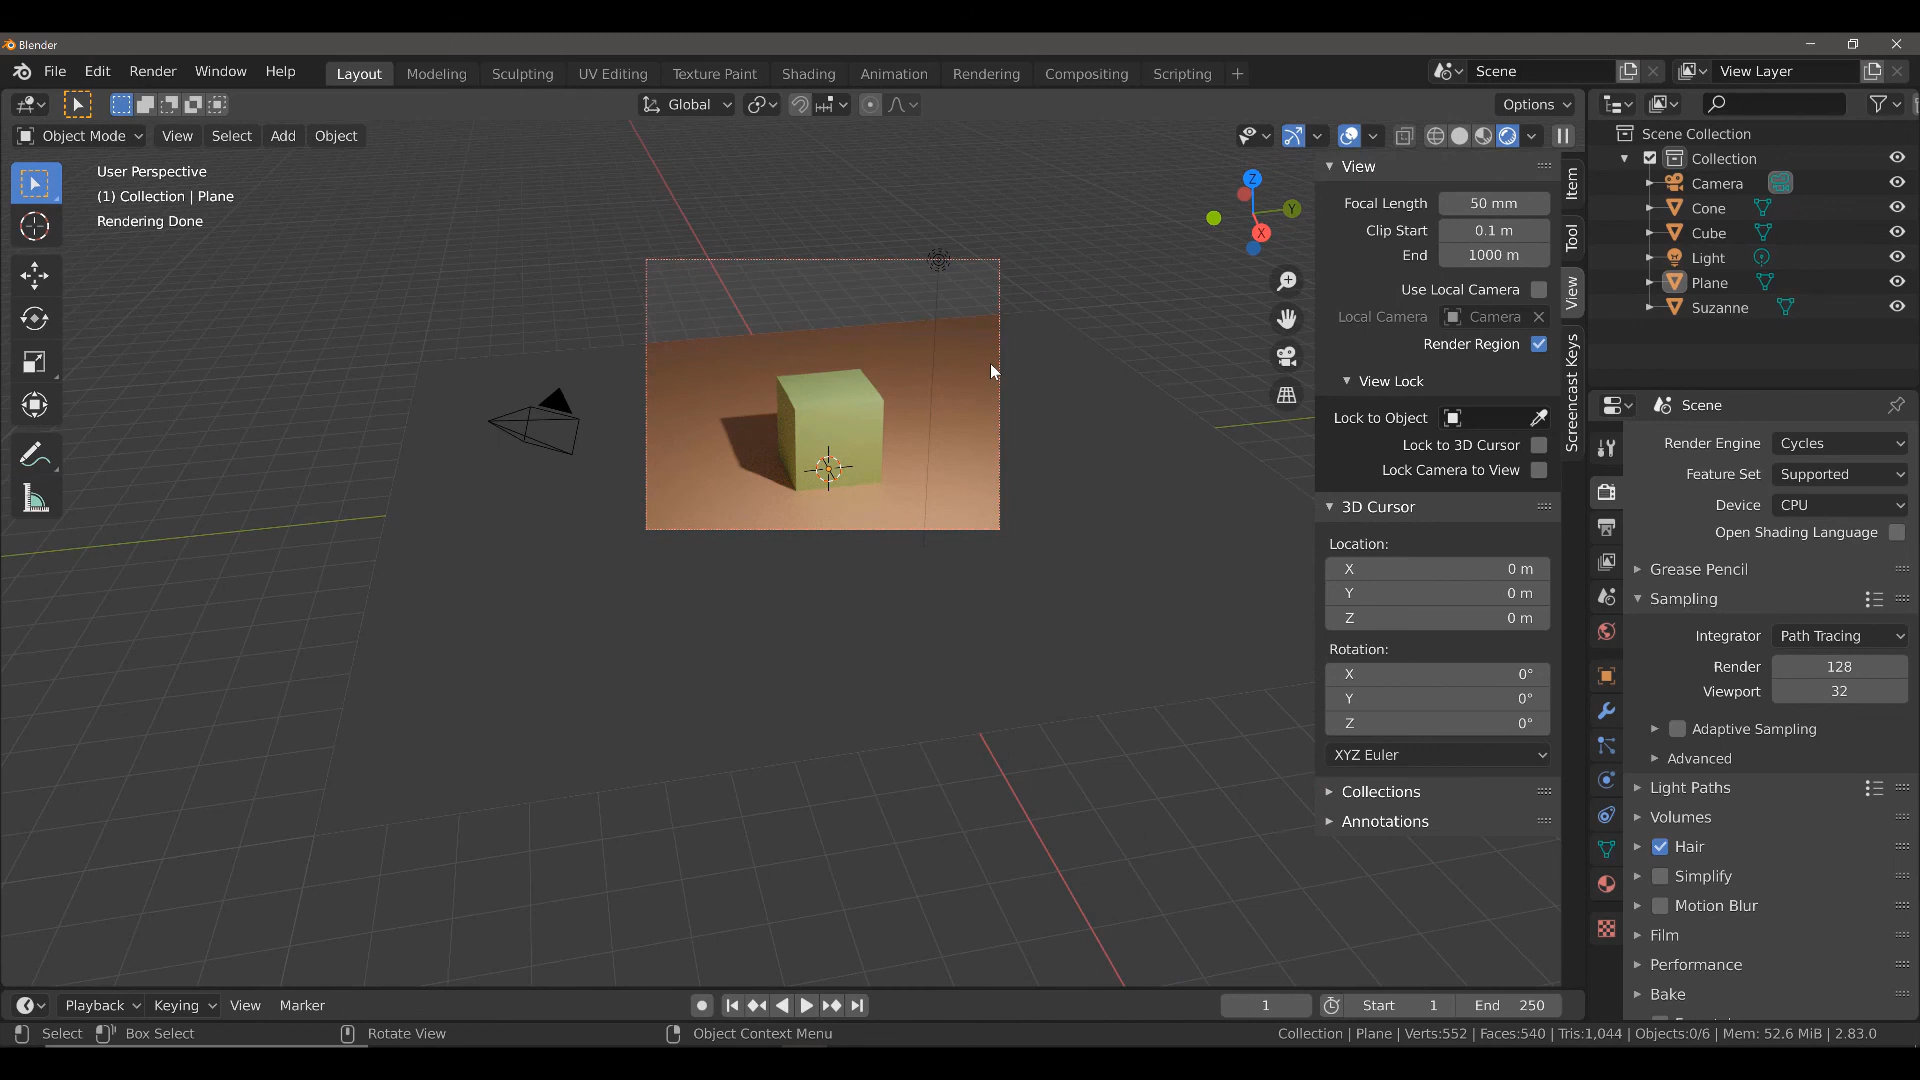 Blender
File Edit Render Window Help Layout Modeling Sculpting UV Editing Texture Paint Shading Animation Rendering Compositing Scripting + Scene View Layer
Global Options
Object Mode View Select Add Object
User Perspective
(1) Collection | Plane
Rendering Done
Z
Y
X
View
Focal Length 50 mm
Clip Start 0.1 m
End 1000 m
Use Local Camera
Local Camera Camera
Render Region
View Lock
Lock to Object
Lock to 3D Cursor
Lock Camera to View
3D Cursor
Location:
X 0 m
Y 0 m
Z 0 m
Rotation:
X 0°
Y 0°
Z 0°
XYZ Euler
Collections
Annotations
Item
Tool
View
Screencast Keys
Scene Collection
Collection
Camera
Cone
Cube
Light
Plane
Suzanne
Scene
Render Engine Cycles
Feature Set Supported
Device CPU
Open Shading Language
Grease Pencil
Sampling
Integrator Path Tracing
Render 128
Viewport 32
Adaptive Sampling
Advanced
Light Paths
Volumes
Hair
Simplify
Motion Blur
Film
Performance
Bake
Playback Keying View Marker 1 Start 1 End 250
Select Box Select Rotate View Object Context Menu Collection | Plane | Verts:552 | Faces:540 | Tris:1,044 | Objects:0/6 | Mem: 52.6 MiB | 2.83.0